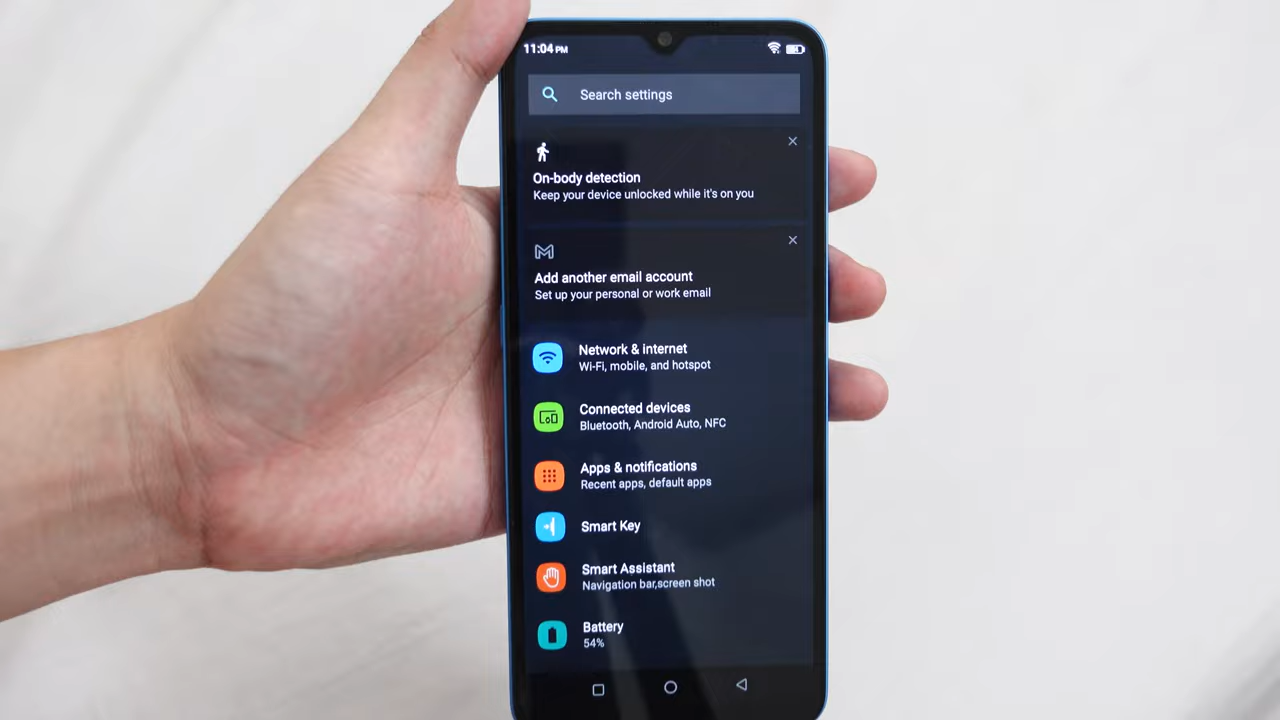 11:04 PM
Search settings
On-body detection
Keep your device unlocked while it's on you
Add another email account
Set up your personal or work email
Network & internet
Wi-Fi, mobile, and hotspot
Connected devices
Bluetooth, Android Auto, NFC
Apps & notifications
Recent apps, default apps
Smart Key
Smart Assistant
Navigation bar,screen shot
Battery
54%